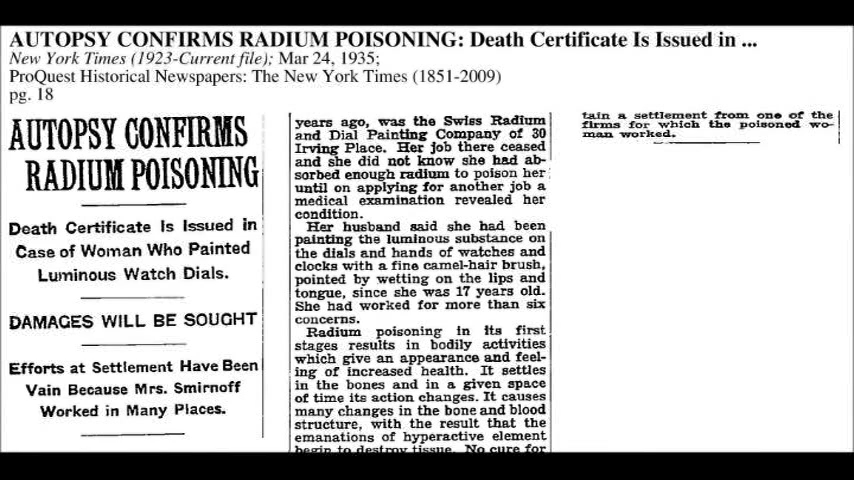 AUTOPSY CONFIRMS RADIUM POISONING: Death Certificate Is Issued in ...
New York Times (1923-Current file); Mar 24, 1935;
ProQuest Historical Newspapers: The New York Times (1851-2009)
pg. 18
AUTOPSY CONFIRMS
RADIUM POISONING
Death Certificate Is Issued in
Case of Woman Who Painted
Luminous Watch Dials.
DAMAGES WILL BE SOUGHT
Efforts at Settlement Have Been
Vain Because Mrs. Smirnoff
Worked in Many Places.
years ago, was the Swiss Radium
and Dial Painting Company of 30
Irving Place. Her job there ceased
and she did not know she had ab-
sorbed enough radium to poison her
until on applying for another job a
medical examination revealed her
condition.
Her husband said she had been
painting the luminous substance on
the dials and hands of watches and
clocks with a fine camel-hair brush,
pointed by wetting on the lips and
tongue, since she was 17 years old.
She had worked for more than six
concerns.
Radium poisoning in its first
stages results in bodily activities
which give an appearance and feel-
ing of increased health. It settles
in the bones and in a given space
of time its action changes. It causes
many changes in the bone and blood
structure, with the result that the
emanations of hyperactive element
begin to destroy tissue. No cure for
tain a settlement from one of the
firms for which the poisoned wo-
man worked.